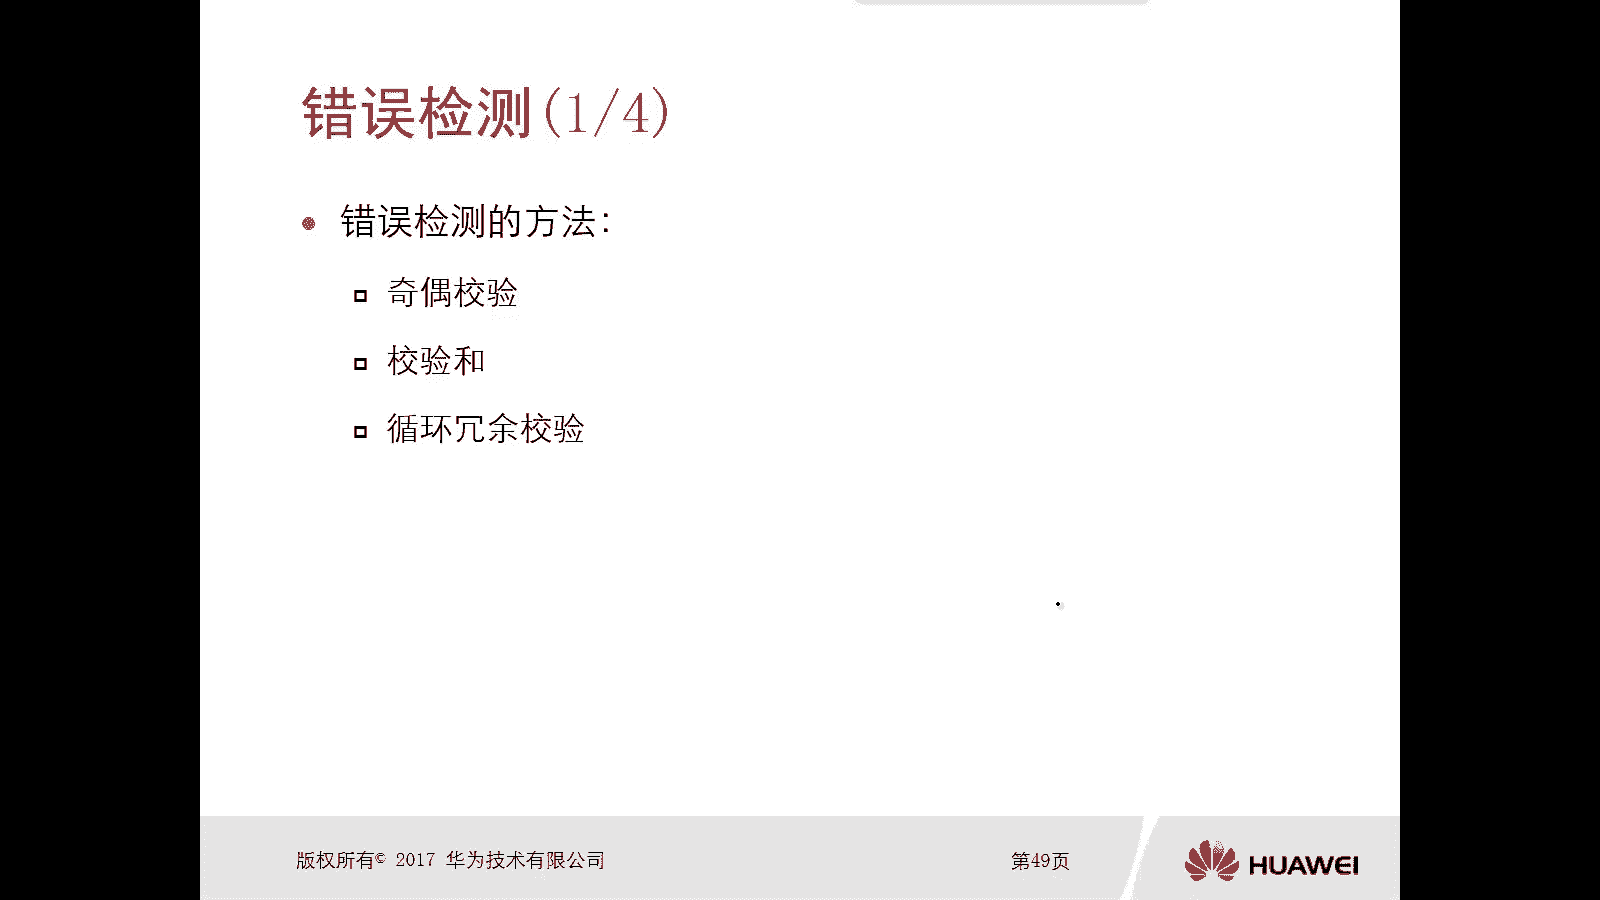 错误检测(1/4)
错误检测的方法：
奇偶校验
校验和
循环冗余校验
版权所有© 2017 华为技术有限公司
第49页
HUAWEI